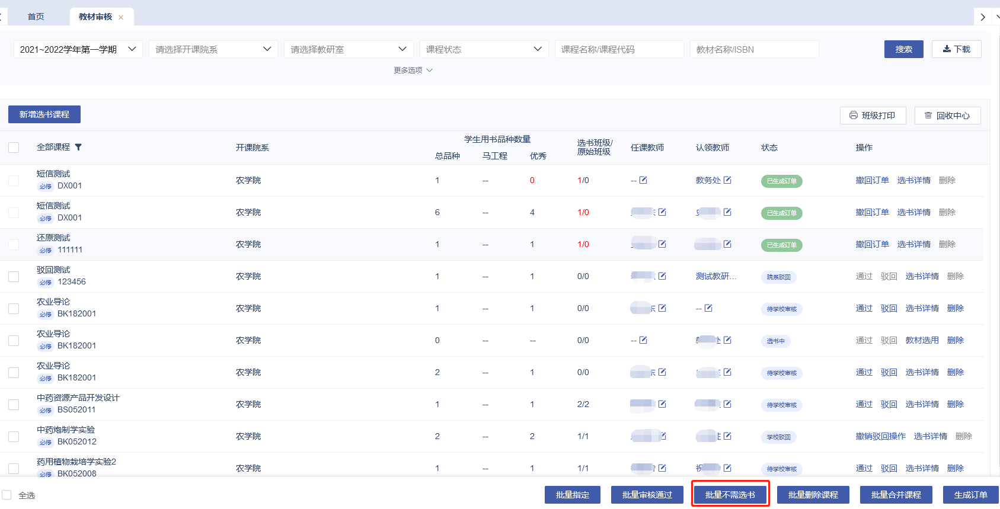 首页 教材审核
2021~2022学年第一学期 请选择开课院系 请选择教研室 课程状态 课程名称/课程代码 教材名称/ISBN 搜索 下载
更多选项
新增选书课程 班级打印 回收中心
全部课程 开课院系 学生用书品种数量 选书班级/原始班级 任课教师 认领教师 状态 操作
总品种 马工程 优秀
短信测试
必修 DX001 农学院 1 -- 0 1/0 -- 教务处 已生成订单 撤回订单 选书详情 删除
短信测试
必修 DX001 农学院 6 -- 4 1/0 已生成订单 撤回订单 选书详情 删除
还原测试
必修 111111 农学院 1 -- 1 1/0 已生成订单 撤回订单 选书详情 删除
驳回测试
必修 123456 农学院 1 -- 1 0/0 测试教研... 院系驳回 通过 驳回 选书详情 删除
农业导论
必修 BK182001 农学院 1 -- 1 0/0 -- 待学校审核 通过 驳回 选书详情 删除
农业导论
必修 BK182001 农学院 0 -- -- 0/0 -- 选书中 通过 驳回 教材选用 删除
农业导论
必修 BK182001 农学院 2 -- 1 0/0 东 待学校审核 通过 驳回 选书详情 删除
中药资源产品开发设计
必修 BS052011 农学院 1 -- 1 2/2 待学校审核 通过 驳回 选书详情 删除
中药炮制学实验
必修 BK052012 农学院 2 -- 2 1/1 学校驳回 撤销驳回操作 选书详情 删除
药用植物栽培学实验2
必修 BK052008 农学院 1 -- 1 1/1 祝 待学校审核 通过 驳回 选书详情 删除
全选 批量指定 批量审核通过 批量不需选书 批量删除课程 批量合并课程 生成订单